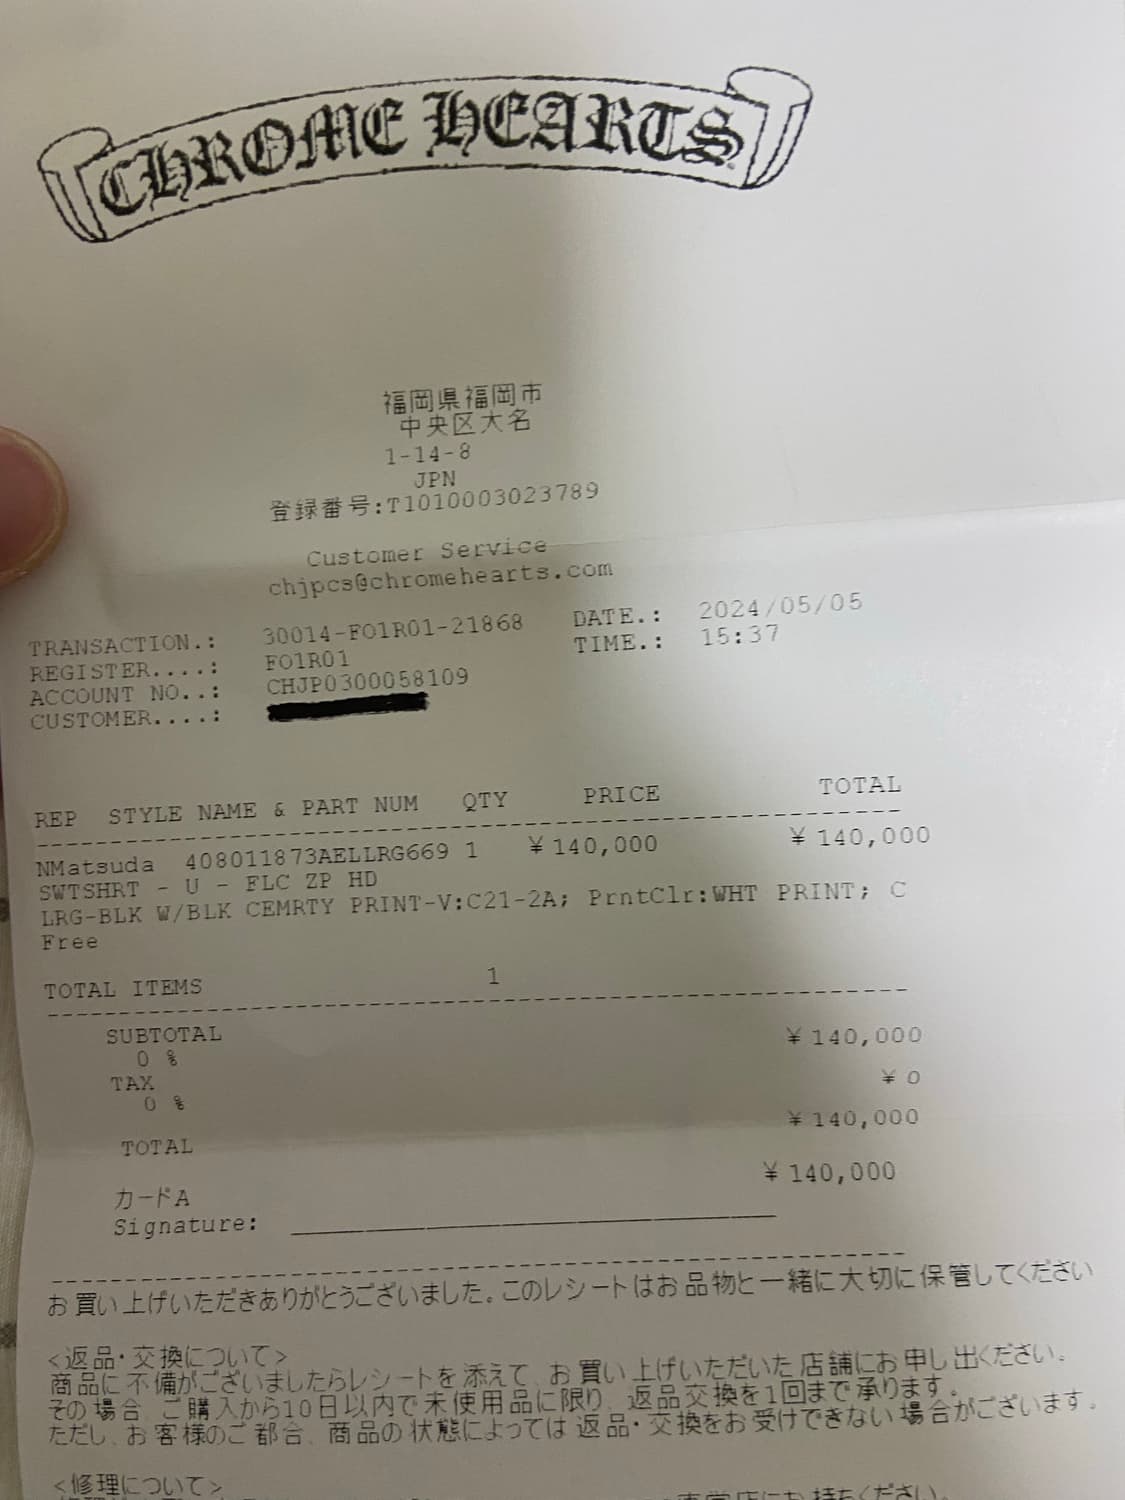 CHROME HEARTS
福岡県福岡市
中央区大名
1-14-8
JPN
登録番号:T1010003023789
Customer Service
chjpcs@chromehearts.com
TRANSACTION.: 30014-FO1R01-21868 DATE.: 2024/05/05
REGISTER....: FO1R01 TIME.: 15:37
ACCOUNT NO..: CHJP0300058109
CUSTOMER....:
REP STYLE NAME & PART NUM QTY PRICE TOTAL
NMatsuda 408011873AELLRG669 1 ¥140,000 ¥140,000
SWTSHRT - U - FLC ZP HD
LRG-BLK W/BLK CEMRTY PRINT-V:C21-2A; PrntClr:WHT PRINT; C
Free
TOTAL ITEMS 1
SUBTOTAL ¥140,000
0 %
TAX ¥0
0 %
¥140,000
TOTAL
¥140,000
カードA
Signature:
お買い上げいただきありがとうございました。このレシートはお品物と一緒に大切に保管してください
<返品・交換について>
商品に不備がございましたらレシートを添えて、お買い上げいただいた店舗にお申し出ください。
その場合、ご購入から10日以内で未使用品に限り、返品交換を1回まで承ります。
ただし、お客様のご都合、商品の状態によっては返品・交換をお受けできない場合がございます。
<修理について>
お持ちください。